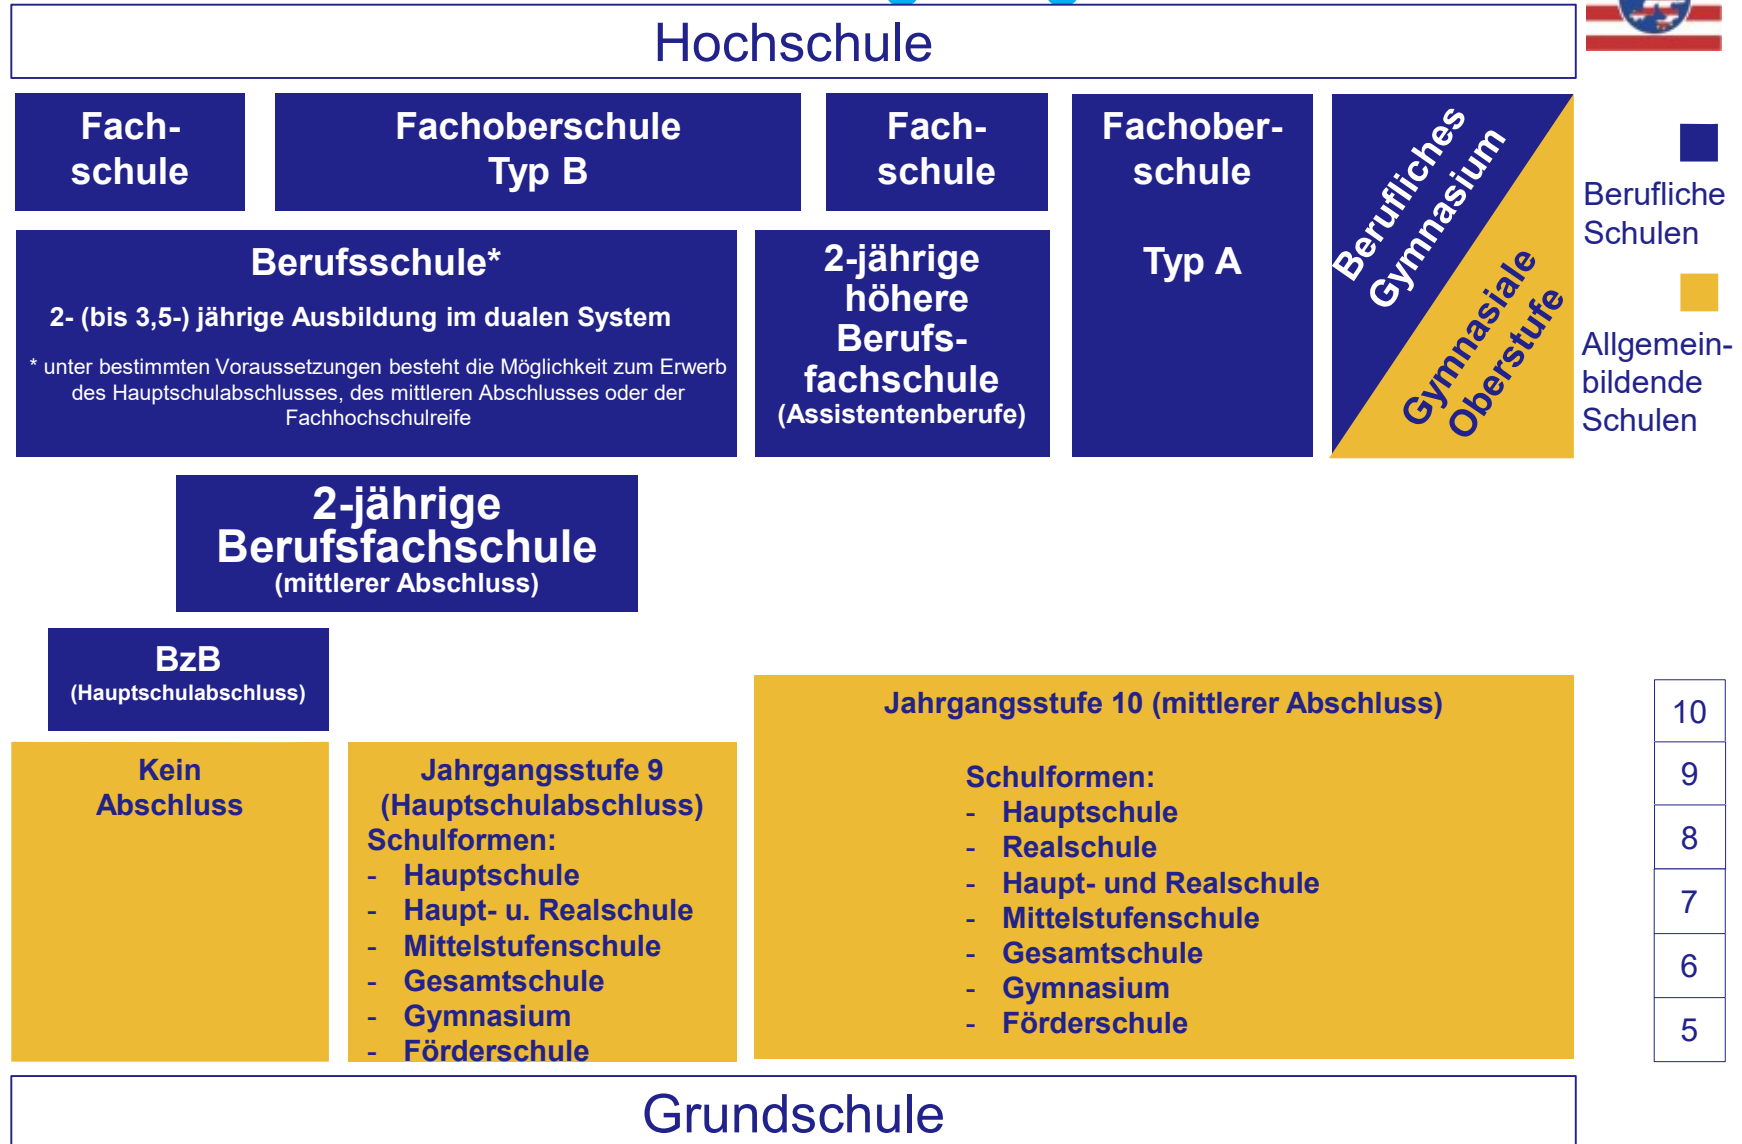 Hochschule
Fach-
schule
Fachoberschule
Typ B
Fach-
schule
Fachober-
schule
Typ A
Berufliches
Gymnasium
Gymnasiale
Oberstufe
Berufliche
Schulen
Allgemein-
bildende
Schulen
Berufsschule*
2- (bis 3,5-) jährige Ausbildung im dualen System
* unter bestimmten Voraussetzungen besteht die Möglichkeit zum Erwerb
des Hauptschulabschlusses, des mittleren Abschlusses oder der
Fachhochschulreife
2-jährige
höhere
Berufs-
fachschule
(Assistentenberufe)
2-jährige
Berufsfachschule
(mittlerer Abschluss)
BzB
(Hauptschulabschluss)
Kein
Abschluss
Jahrgangsstufe 9
(Hauptschulabschluss)
Schulformen:
- Hauptschule
- Haupt- u. Realschule
- Mittelstufenschule
- Gesamtschule
- Gymnasium
- Förderschule
Jahrgangsstufe 10 (mittlerer Abschluss)
Schulformen:
- Hauptschule
- Realschule
- Haupt- und Realschule
- Mittelstufenschule
- Gesamtschule
- Gymnasium
- Förderschule
10
9
8
7
6
5
Grundschule